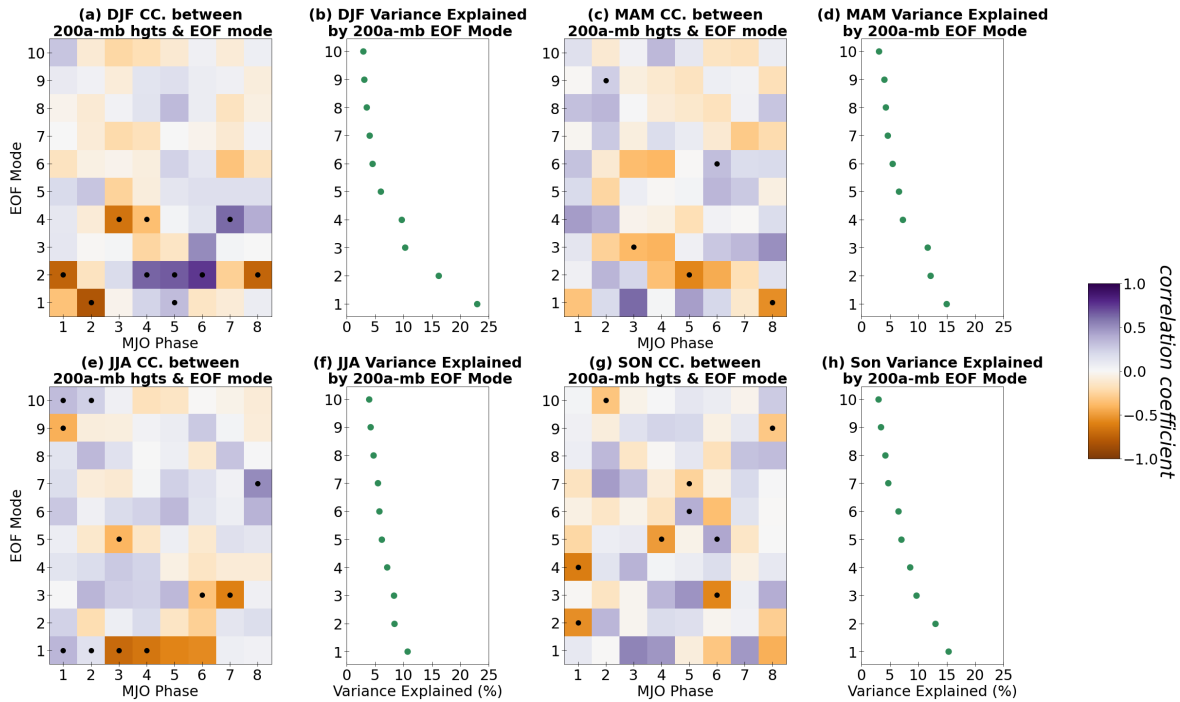 (a) DJF CC. between
200a-mb hgts & EOF mode
(b) DJF Variance Explained
by 200a-mb EOF Mode
(c) MAM CC. between
200a-mb hgts & EOF mode
(d) MAM Variance Explained
by 200a-mb EOF Mode
EOF Mode
10
9
8
7
6
5
4
3
2
1
1 2 3 4 5 6 7 8
MJO Phase
10
9
8
7
6
5
4
3
2
1
0 5 10 15 20 25
10
9
8
7
6
5
4
3
2
1
1 2 3 4 5 6 7 8
MJO Phase
10
9
8
7
6
5
4
3
2
1
0 5 10 15 20 25
(e) JJA CC. between
200a-mb hgts & EOF mode
(f) JJA Variance Explained
by 200a-mb EOF Mode
(g) SON CC. between
200a-mb hgts & EOF mode
(h) Son Variance Explained
by 200a-mb EOF Mode
EOF Mode
10
9
8
7
6
5
4
3
2
1
1 2 3 4 5 6 7 8
MJO Phase
10
9
8
7
6
5
4
3
2
1
0 5 10 15 20 25
Variance Explained (%)
10
9
8
7
6
5
4
3
2
1
1 2 3 4 5 6 7 8
MJO Phase
10
9
8
7
6
5
4
3
2
1
0 5 10 15 20 25
Variance Explained (%)
1.0
0.5
0.0
−0.5
−1.0
correlation coefficient